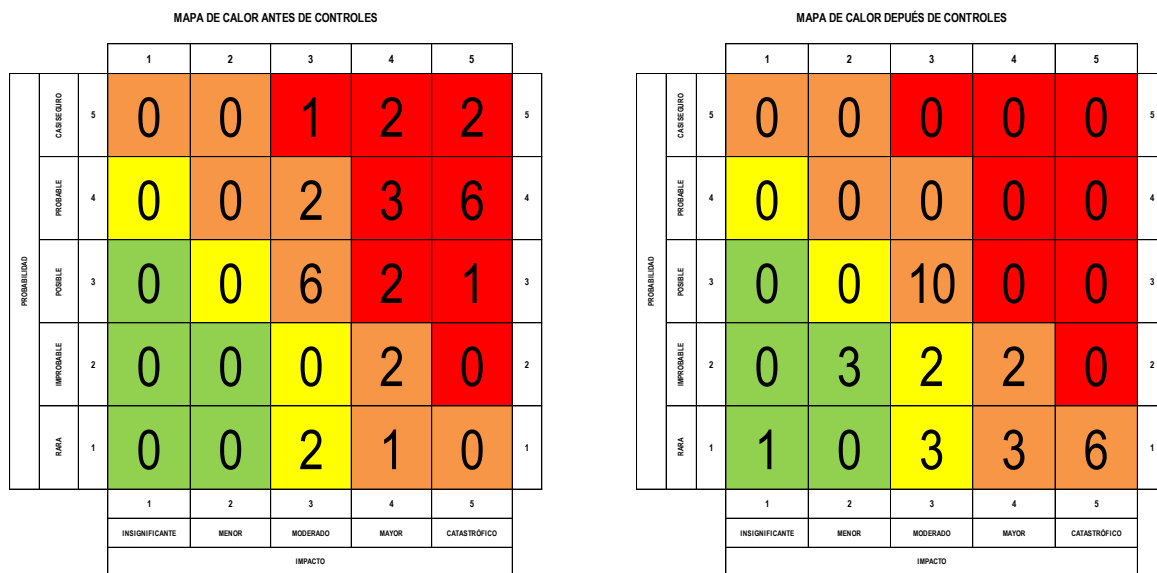 MAPA DE CALOR ANTES DE CONTROLES
1 2 3 4 5
PROBABILIDAD
CASI SEGURO 5 0 0 1 2 2 5
PROBABLE 4 0 0 2 3 6 4
POSIBLE 3 0 0 6 2 1 3
IMPROBABLE 2 0 0 0 2 0 2
RARA 1 0 0 2 1 0 1
1 2 3 4 5
INSIGNIFICANTE MENOR MODERADO MAYOR CATASTRÓFICO
IMPACTO
MAPA DE CALOR DEPUÉS DE CONTROLES
1 2 3 4 5
PROBABILIDAD
CASI SEGURO 5 0 0 0 0 0 5
PROBABLE 4 0 0 0 0 0 4
POSIBLE 3 0 0 10 0 0 3
IMPROBABLE 2 0 3 2 2 0 2
RARA 1 1 0 3 3 6 1
1 2 3 4 5
INSIGNIFICANTE MENOR MODERADO MAYOR CATASTRÓFICO
IMPACTO